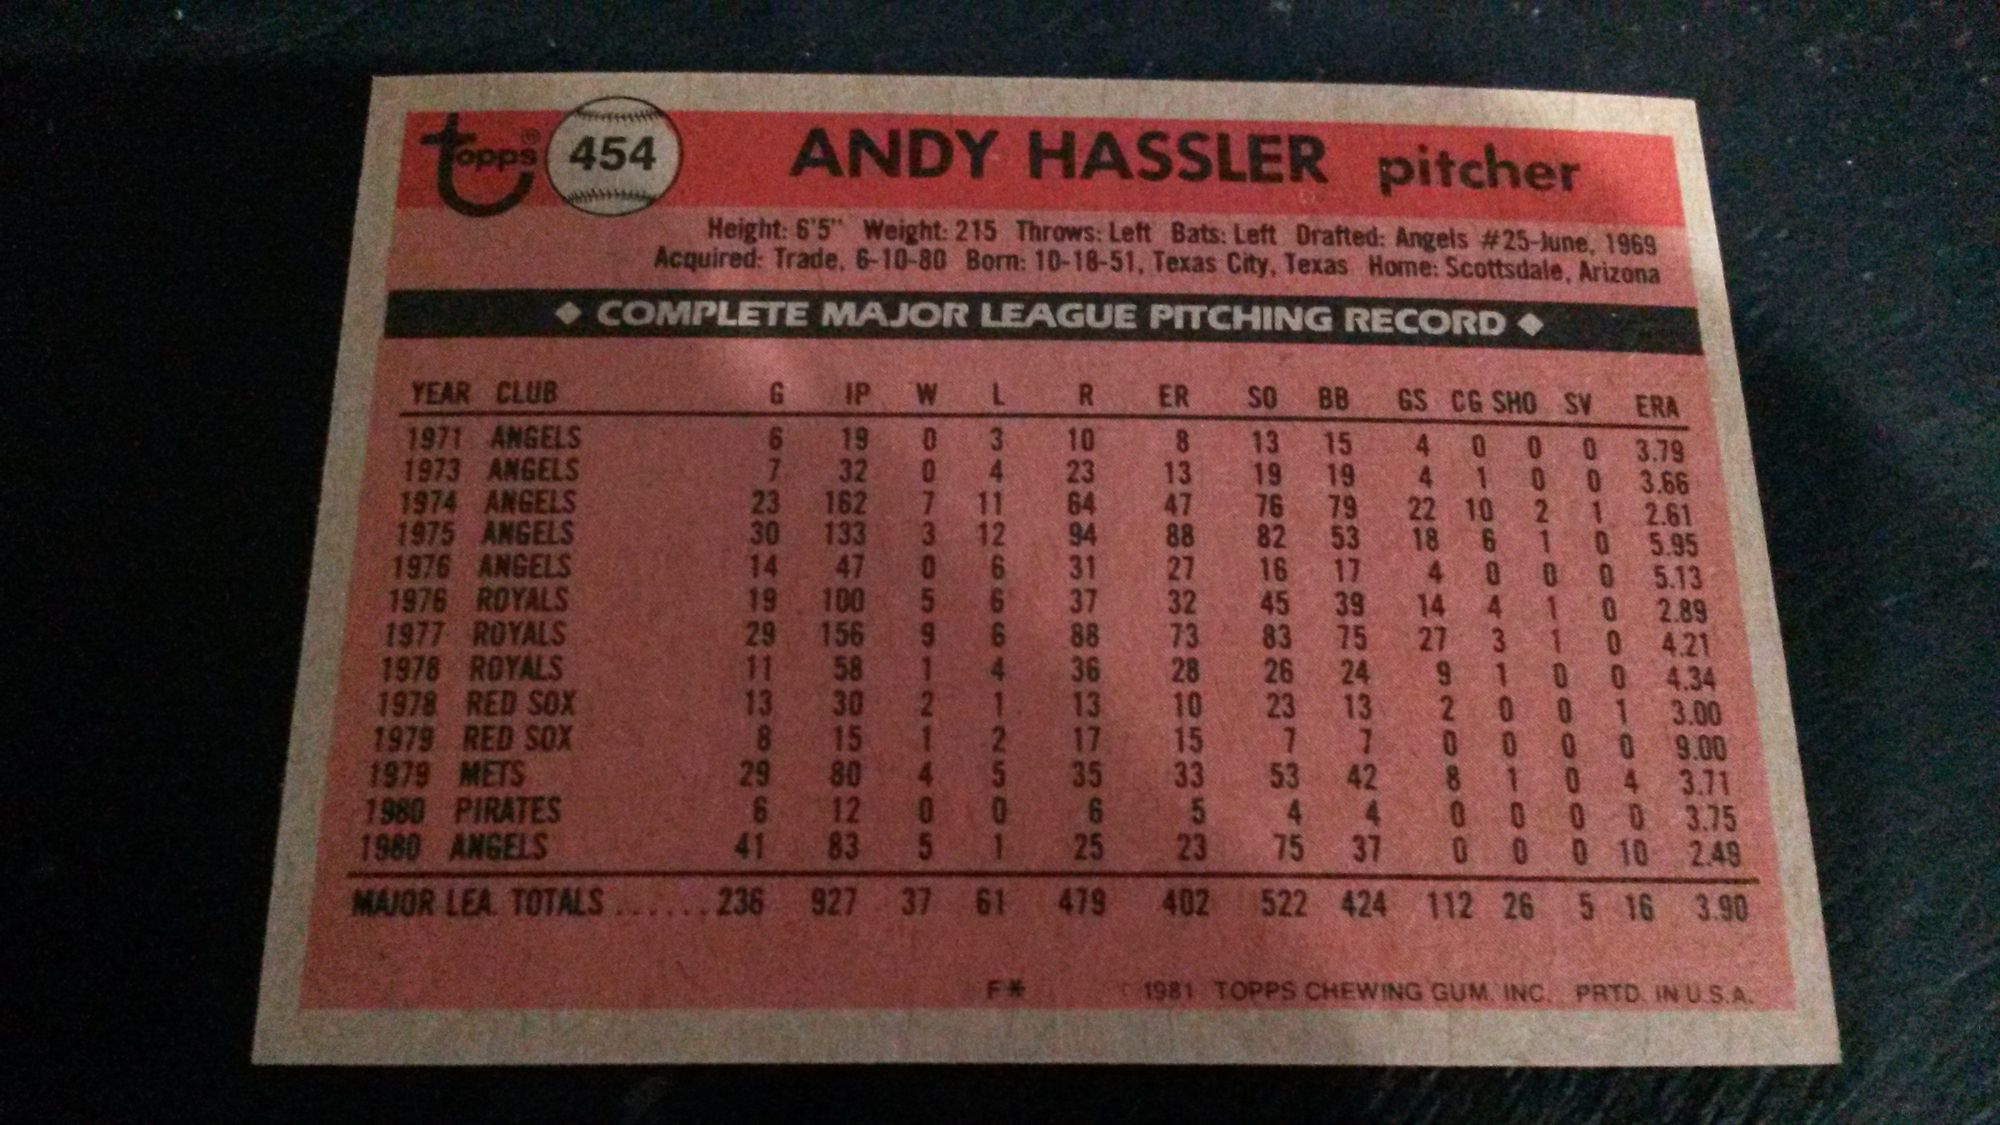 topps® 454 ANDY HASSLER pitcher
Height: 6'5" Weight: 215 Throws: Left Bats: Left Drafted: Angels #25-June, 1969
Acquired: Trade, 6-10-80 Born: 10-18-51, Texas City, Texas Home: Scottsdale, Arizona
◆ COMPLETE MAJOR LEAGUE PITCHING RECORD ◆
YEAR CLUB G IP W L R ER SO BB GS CG SHO SV ERA
1971 ANGELS 6 19 0 3 10 8 13 15 4 0 0 0 3.79
1973 ANGELS 7 32 0 4 23 13 19 19 4 1 0 0 3.66
1974 ANGELS 23 162 7 11 64 47 76 79 22 10 2 1 2.61
1975 ANGELS 30 133 3 12 94 88 82 53 18 6 1 0 5.95
1976 ANGELS 14 47 0 6 31 27 16 17 4 0 0 0 5.13
1976 ROYALS 19 100 5 6 37 32 45 39 14 4 1 0 2.89
1977 ROYALS 29 156 9 6 88 73 83 75 27 3 1 0 4.21
1978 ROYALS 11 58 1 4 36 28 26 24 9 1 0 0 4.34
1978 RED SOX 13 30 2 1 13 10 23 13 2 0 0 1 3.00
1979 RED SOX 8 15 1 2 17 15 7 7 0 0 0 0 9.00
1979 METS 29 80 4 5 35 33 53 42 8 1 0 4 3.71
1980 PIRATES 6 12 0 0 6 5 4 4 0 0 0 0 3.75
1980 ANGELS 41 83 5 1 25 23 75 37 0 0 0 10 2.49
MAJOR LEA. TOTALS ...... 236 927 37 61 479 402 522 424 112 26 5 16 3.90
F* © 1981 TOPPS CHEWING GUM, INC. PRTD. IN U.S.A.